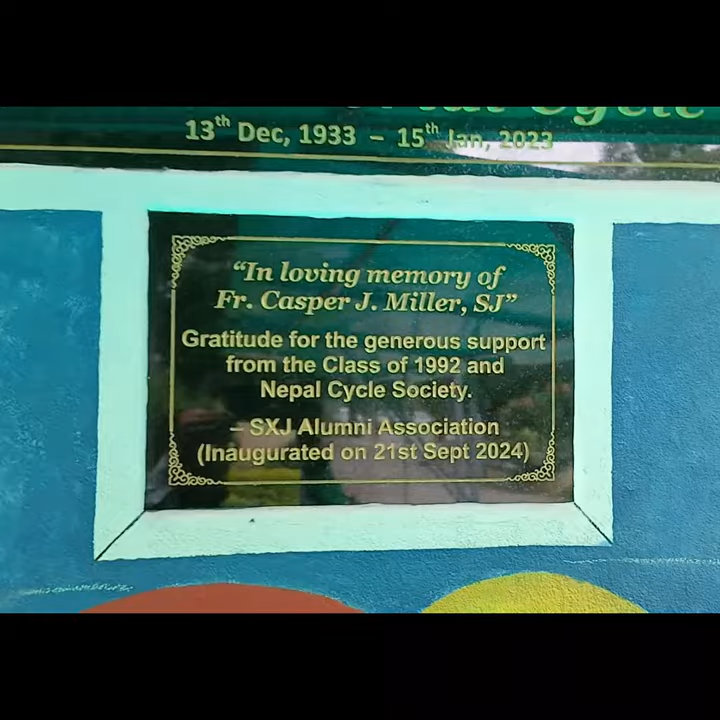 Cycle
13th Dec, 1933 – 15th Jan, 2023
“In loving memory of
Fr. Casper J. Miller, SJ”
Gratitude for the generous support
from the Class of 1992 and
Nepal Cycle Society.
– SXJ Alumni Association
(Inaugurated on 21st Sept 2024)